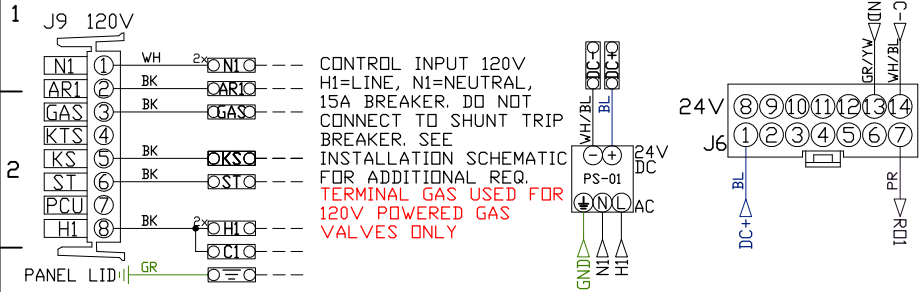 1
2
J9 120V
N1 1 WH 2x N1
AR1 2 BK AR1
GAS 3 BK GAS
KTS 4
KS 5 BK KS
ST 6 BK ST
PCU 7
H1 8 BK 2x H1
C1
PANEL LID GR
CONTROL INPUT 120V
H1=LINE, N1=NEUTRAL,
15A BREAKER. DO NOT
CONNECT TO SHUNT TRIP
BREAKER. SEE
INSTALLATION SCHEMATIC
FOR ADDITIONAL REQ.
TERMINAL GAS USED FOR
120V POWERED GAS
VALVES ONLY
DC- DC+
WH/BL BL
- + 24V
DC
PS-01
N L AC
GND N1 H1
ND C-
GR/YW WH/BL
24V 8 9 10 11 12 13 14
J6 1 2 3 4 5 6 7
BL PR
DC+ RO1